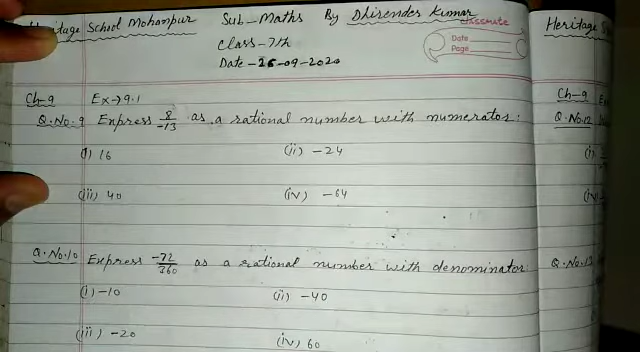 Heritage School Mohanpur Sub-Maths By Dhirender Kumar
classmate
Class-7th
Date
Page
Date-26-09-2020
Ch-9 Ex→9.1
Q.No.9 Express 8/-13 as a rational number with numerator:
(i) 16 (ii) -24
(iii) 40 (iv) -64
Q.No.10 Express -72/360 as a rational number with denominator:
(i) -10 (ii) -40
(iii) -20 (iv) 60
Heritage
Ch-9
Q.No.12
(i)
Q.No.13